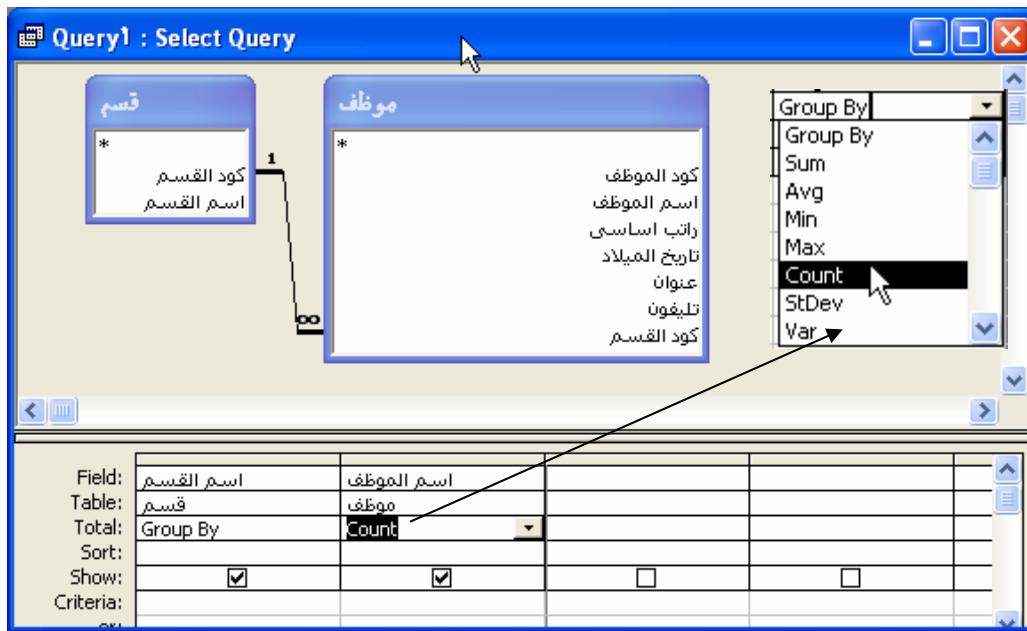 Query1 : Select Query
قسم
*
كود القسم
اسم القسم
1
∞
موظف
*
كود الموظف
اسم الموظف
راتب اساسى
تاريخ الميلاد
عنوان
تليفون
كود القسم
Group By
Group By
Sum
Avg
Min
Max
Count
StDev
Var
Field: اسم القسم اسم الموظف
Table: قسم موظف
Total: Group By Count
Sort:
Show:
Criteria:
or: